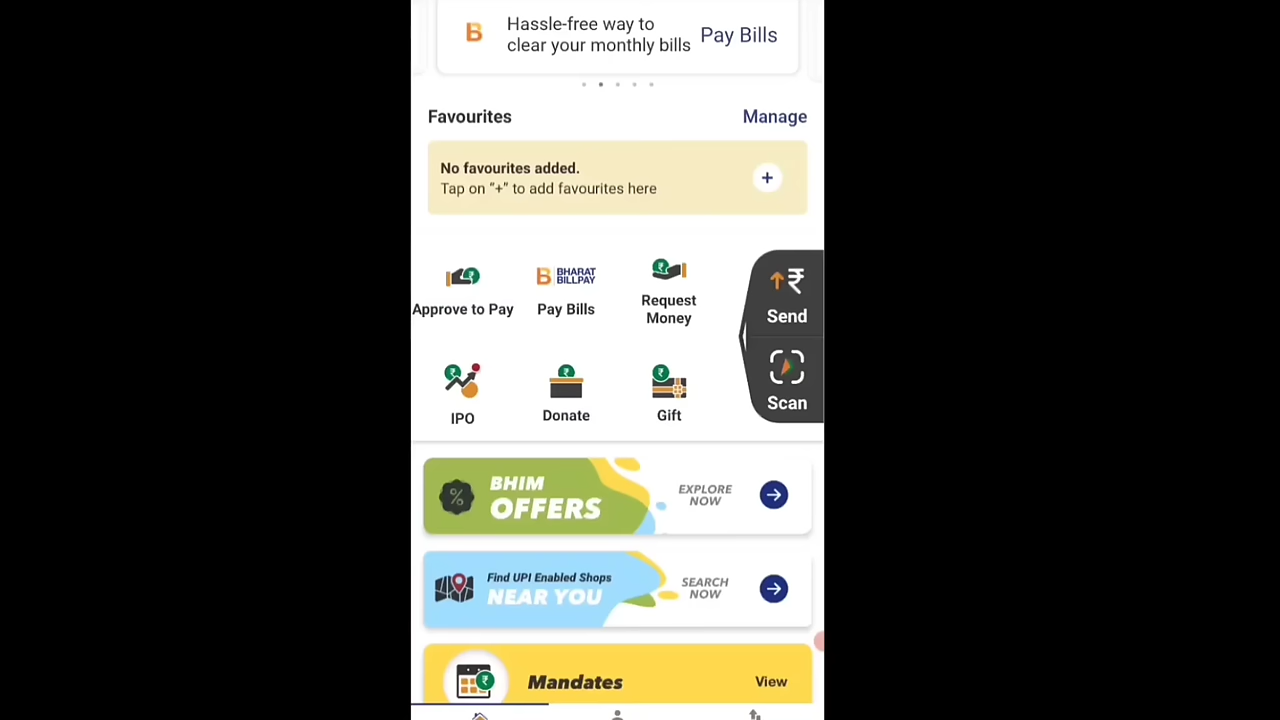 Hassle-free way to
clear your monthly bills
Pay Bills
Favourites
Manage
No favourites added.
Tap on “+” to add favourites here
Approve to Pay
BHARAT
BILLPAY
Pay Bills
Request
Money
Send
IPO
Donate
Gift
Scan
BHIM
OFFERS
EXPLORE
NOW
Find UPI Enabled Shops
NEAR YOU
SEARCH
NOW
Mandates
View